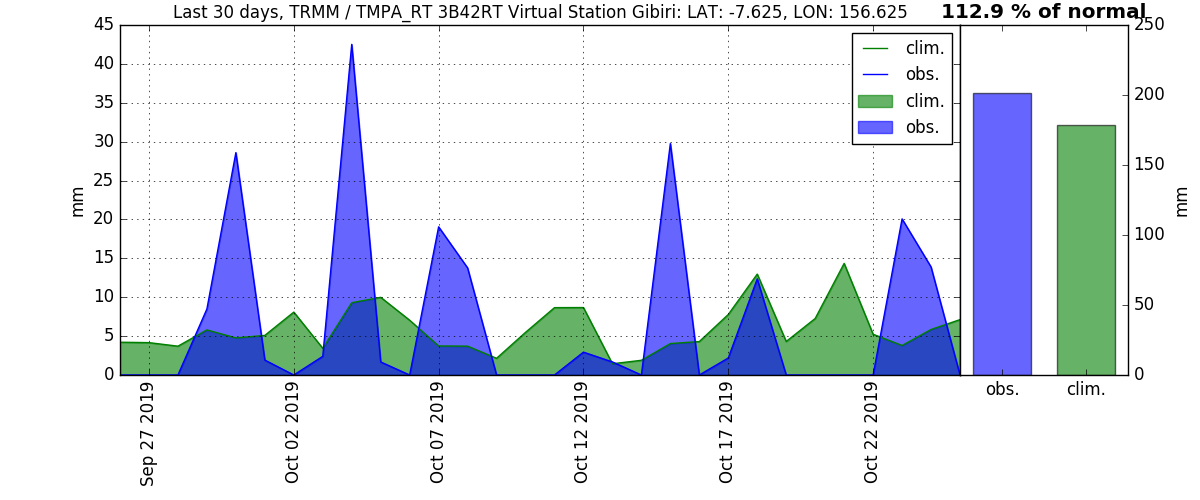 Last 30 days, TRMM / TMPA_RT 3B42RT Virtual Station Gibiri: LAT: -7.625, LON: 156.625
112.9 % of normal
45
40
35
30
25
20
15
10
5
0
mm
clim.
obs.
clim.
obs.
Sep 27 2019
Oct 02 2019
Oct 07 2019
Oct 12 2019
Oct 17 2019
Oct 22 2019
250
200
150
100
50
0
mm
obs.
clim.